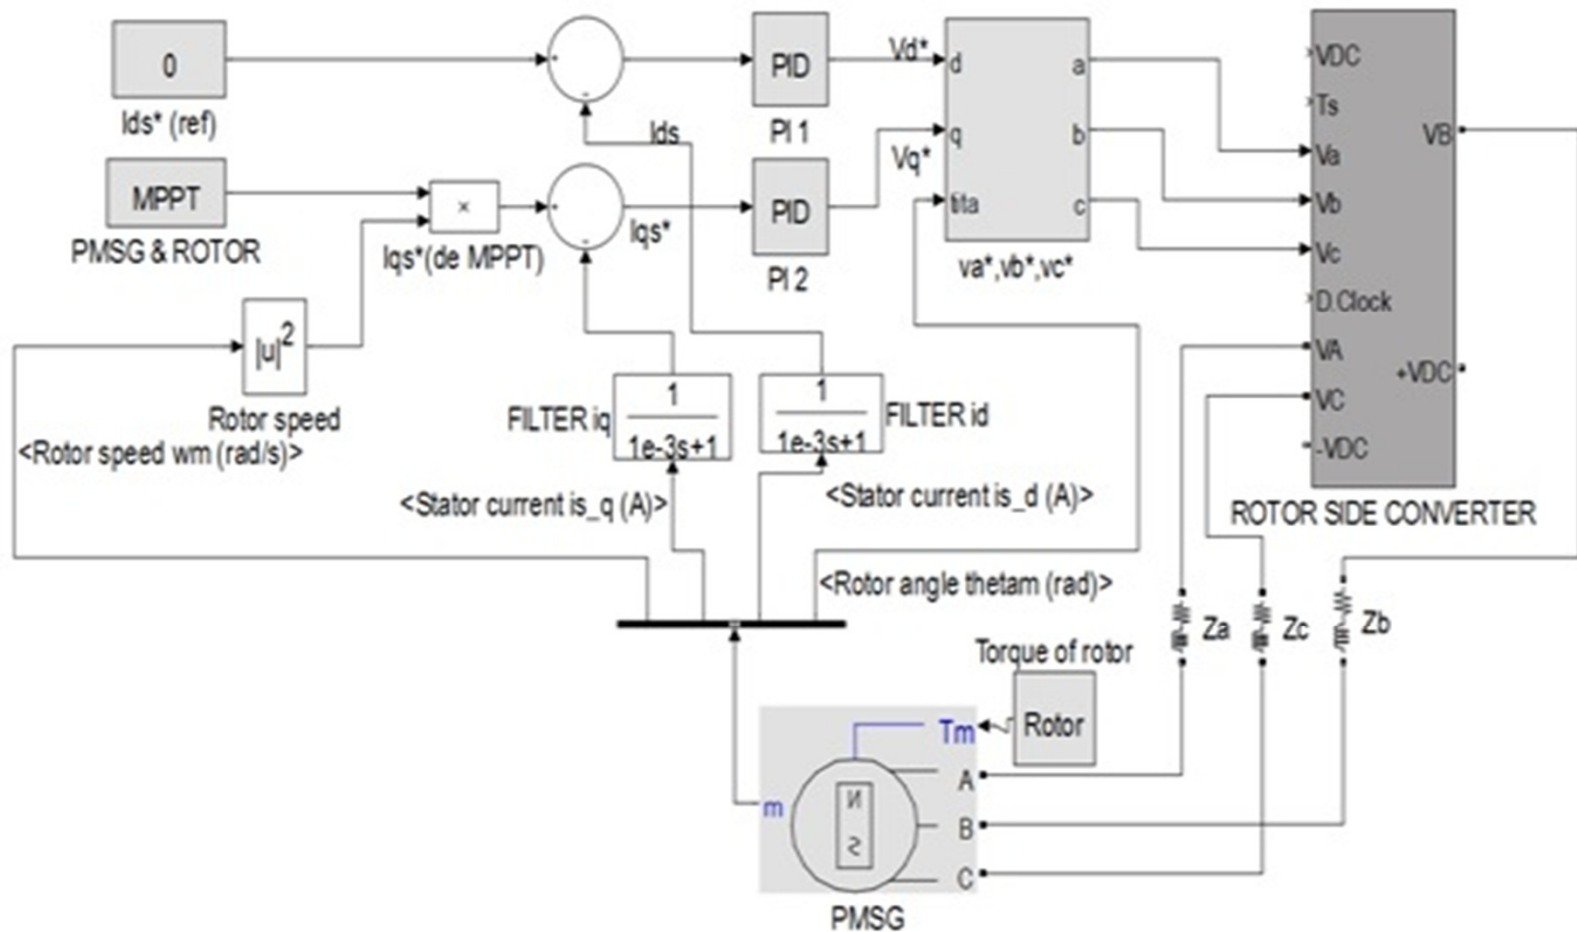 0
Ids* (ref)
MPPT
PMSG & ROTOR
×
Iqs*(de MPPT)
|u|2
Rotor speed
<Rotor speed wm (rad/s)>
Ids
Iqs*
PID
PI 1
PID
PI 2
Vd*
Vq*
d
q
tita
a
b
c
va*,vb*,vc*
VDC
Ts
Va
Vb
Vc
D.Clock
VA
VC
-VDC
VB
+VDC
ROTOR SIDE CONVERTER
FILTER iq
1
1e-3s+1
1
1e-3s+1
FILTER id
<Stator current is_q (A)>
<Stator current is_d (A)>
<Rotor angle thetam (rad)>
Za
Zc
Zb
Torque of rotor
Rotor
Tm
A
B
C
m
N
S
PMSG